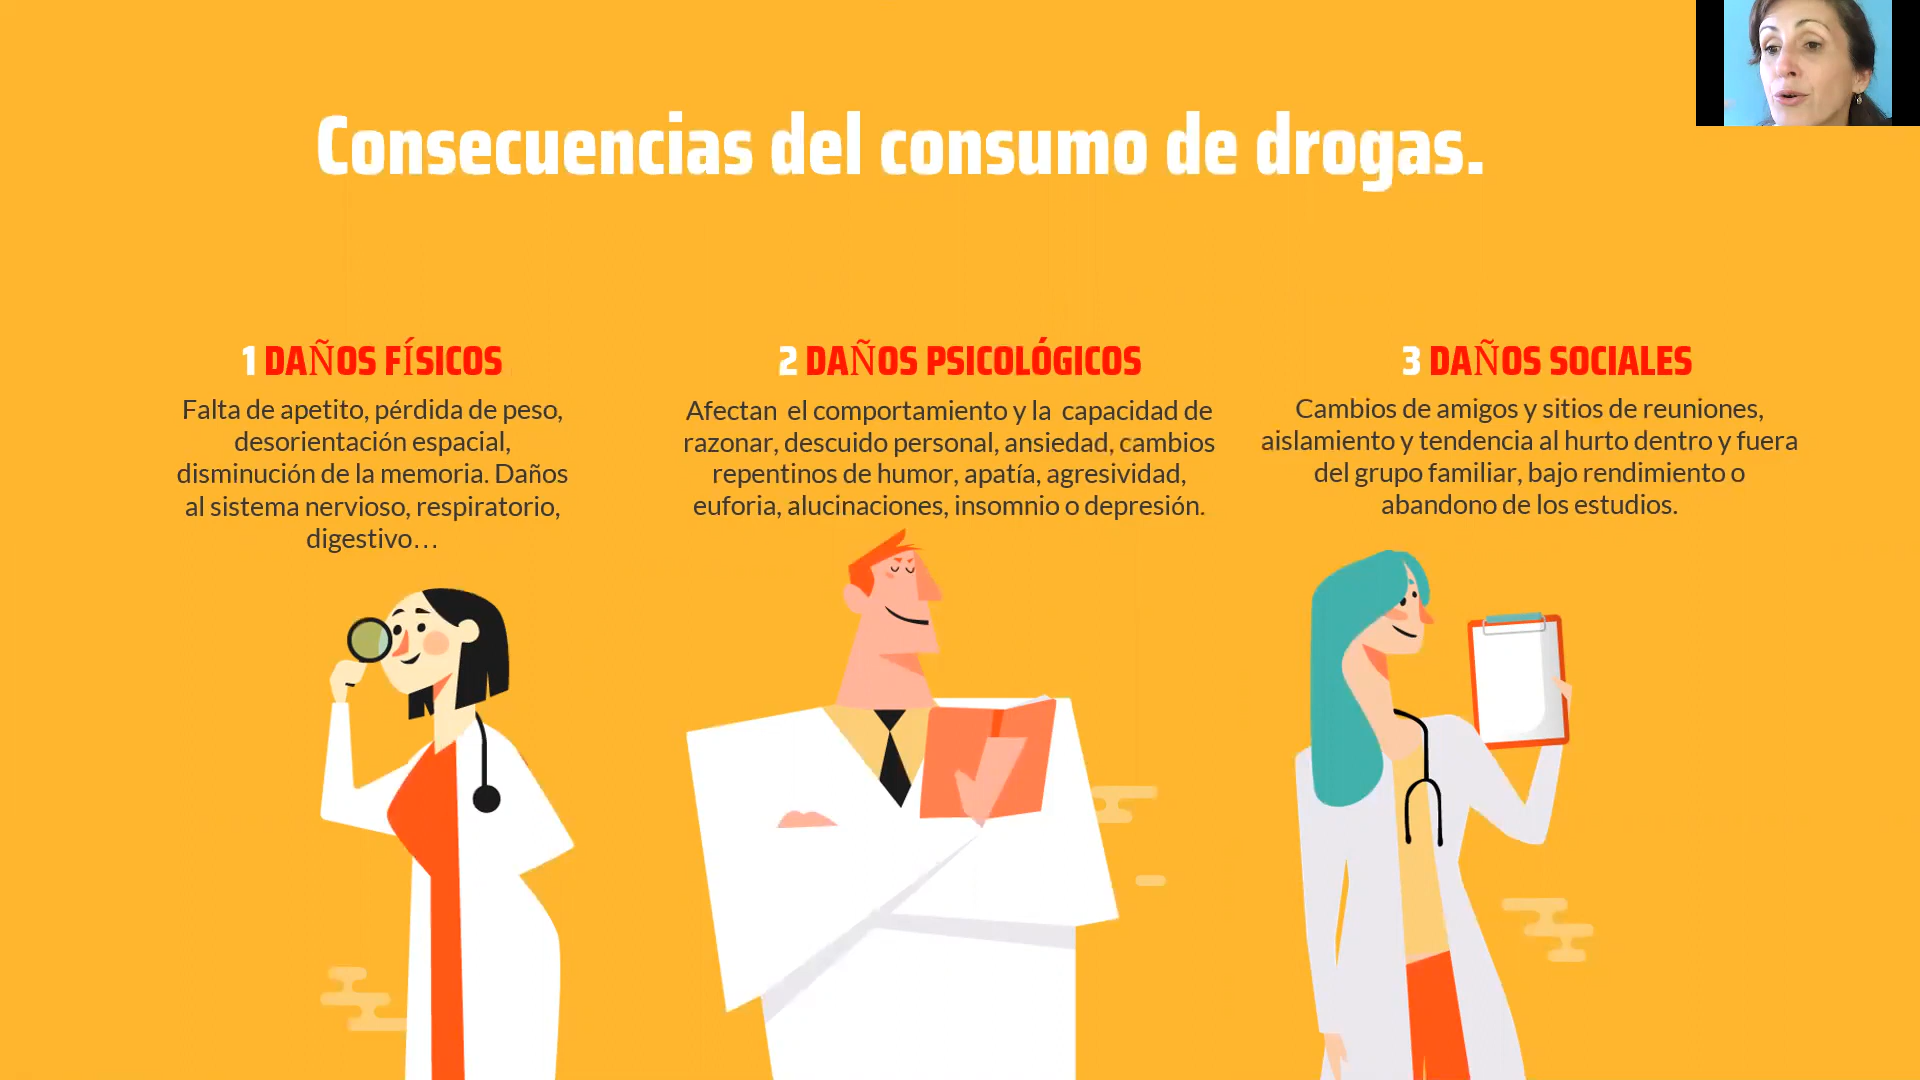 Consecuencias del consumo de drogas.
1 DAÑOS FÍSICOS
Falta de apetito, pérdida de peso,
desorientación espacial,
disminución de la memoria. Daños
al sistema nervioso, respiratorio,
digestivo…
2 DAÑOS PSICOLÓGICOS
Afectan el comportamiento y la capacidad de
razonar, descuido personal, ansiedad, cambios
repentinos de humor, apatía, agresividad,
euforia, alucinaciones, insomnio o depresión.
3 DAÑOS SOCIALES
Cambios de amigos y sitios de reuniones,
aislamiento y tendencia al hurto dentro y fuera
del grupo familiar, bajo rendimiento o
abandono de los estudios.